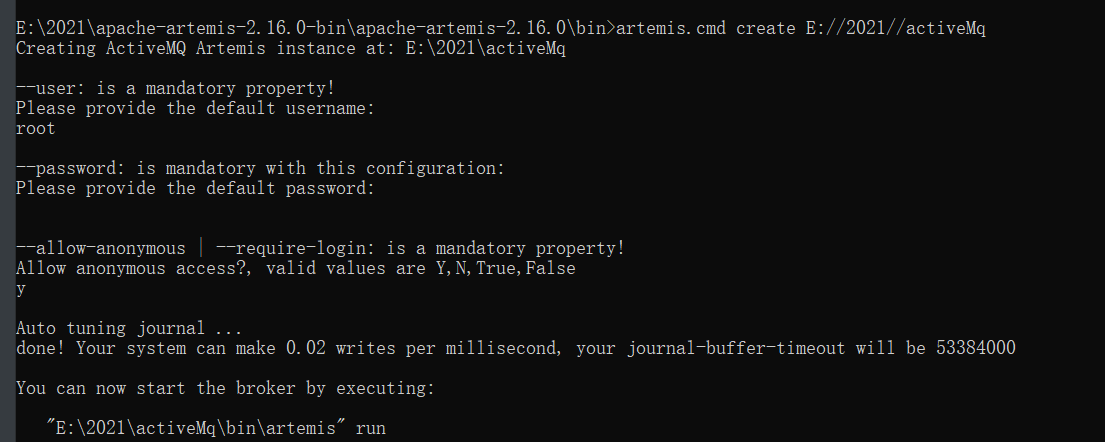 E:\2021\apache-artemis-2.16.0-bin\apache-artemis-2.16.0\bin>artemis.cmd create E://2021//activeMq
Creating ActiveMQ Artemis instance at: E:\2021\activeMq
--user: is a mandatory property!
Please provide the default username:
root
--password: is mandatory with this configuration:
Please provide the default password:
--allow-anonymous | --require-login: is a mandatory property!
Allow anonymous access?, valid values are Y,N,True,False
y
Auto tuning journal ...
done! Your system can make 0.02 writes per millisecond, your journal-buffer-timeout will be 53384000
You can now start the broker by executing:
"E:\2021\activeMq\bin\artemis" run